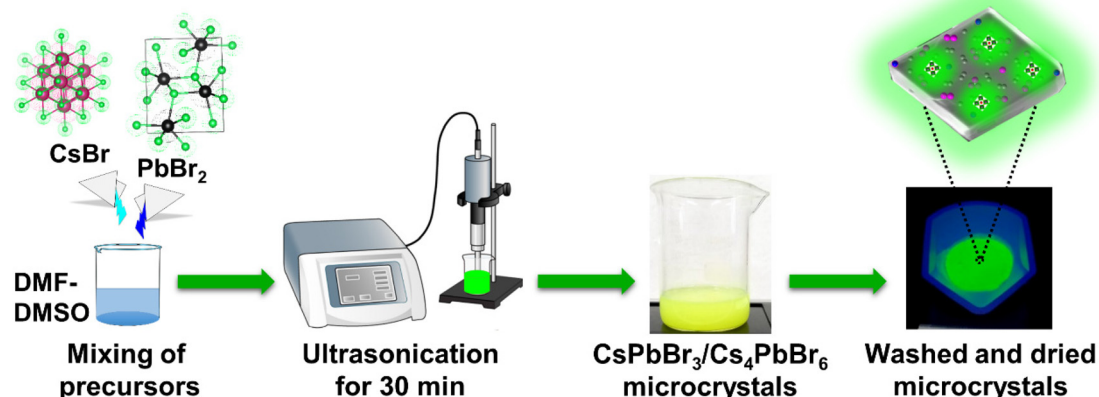 CsBr
PbBr₂
DMF-
DMSO
Mixing of
precursors
Ultrasonication
for 30 min
CsPbBr₃/Cs₄PbBr₆
microcrystals
Washed and dried
microcrystals